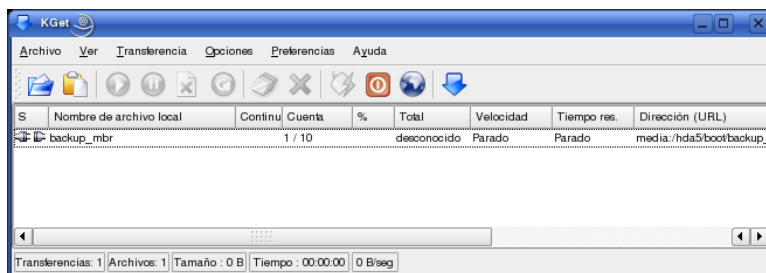 KGet
Archivo Ver Transferencia Opciones Preferencias Ayuda
S Nombre de archivo local Continu Cuenta % Total Velocidad Tiempo res. Dirección (URL)
backup_mbr 1 / 10 desconocido Parado Parado media:/hda5/boot/backup_
Transferencias: 1 Archivos: 1 Tamaño : 0 B Tiempo : 00:00:00 0 B/seg